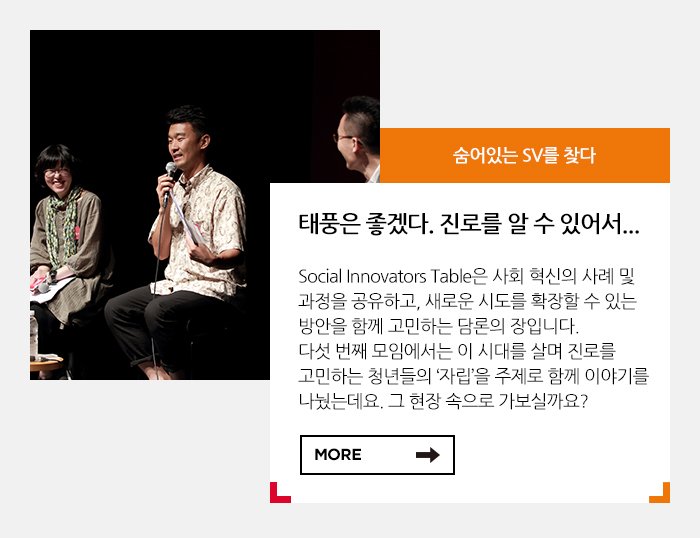 숨어있는 SV를 찾다
태풍은 좋겠다. 진로를 알 수 있어서...
Social Innovators Table은 사회 혁신의 사례 및
과정을 공유하고, 새로운 시도를 확장할 수 있는
방안을 함께 고민하는 담론의 장입니다.
다섯 번째 모임에서는 이 시대를 살며 진로를
고민하는 청년들의 ‘자립’을 주제로 함께 이야기를
나눴는데요. 그 현장 속으로 가보실까요?
MORE